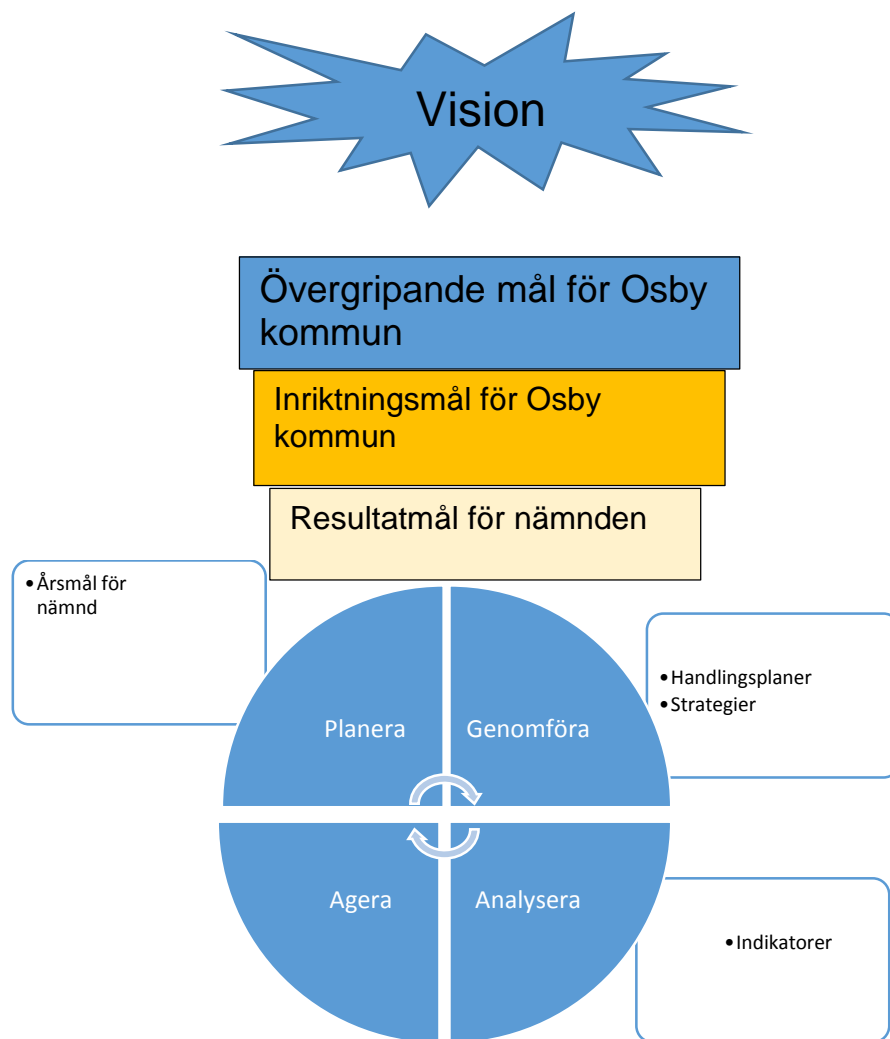 Vision
Övergripande mål för Osby
kommun
Inriktningsmål för Osby
kommun
Resultatmål för nämnden
•Årsmål för
nämnd
•Handlingsplaner
•Strategier
Planera
Genomföra
Agera
Analysera
•Indikatorer